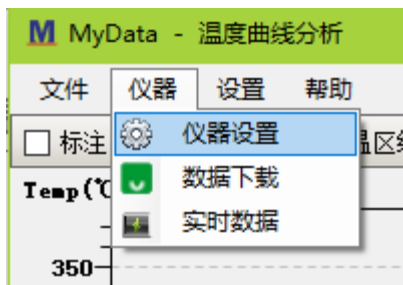 MyData - 温度曲线分析
文件 仪器 设置 帮助
标注 仪器设置
Temp(℃ 数据下载
实时数据
350